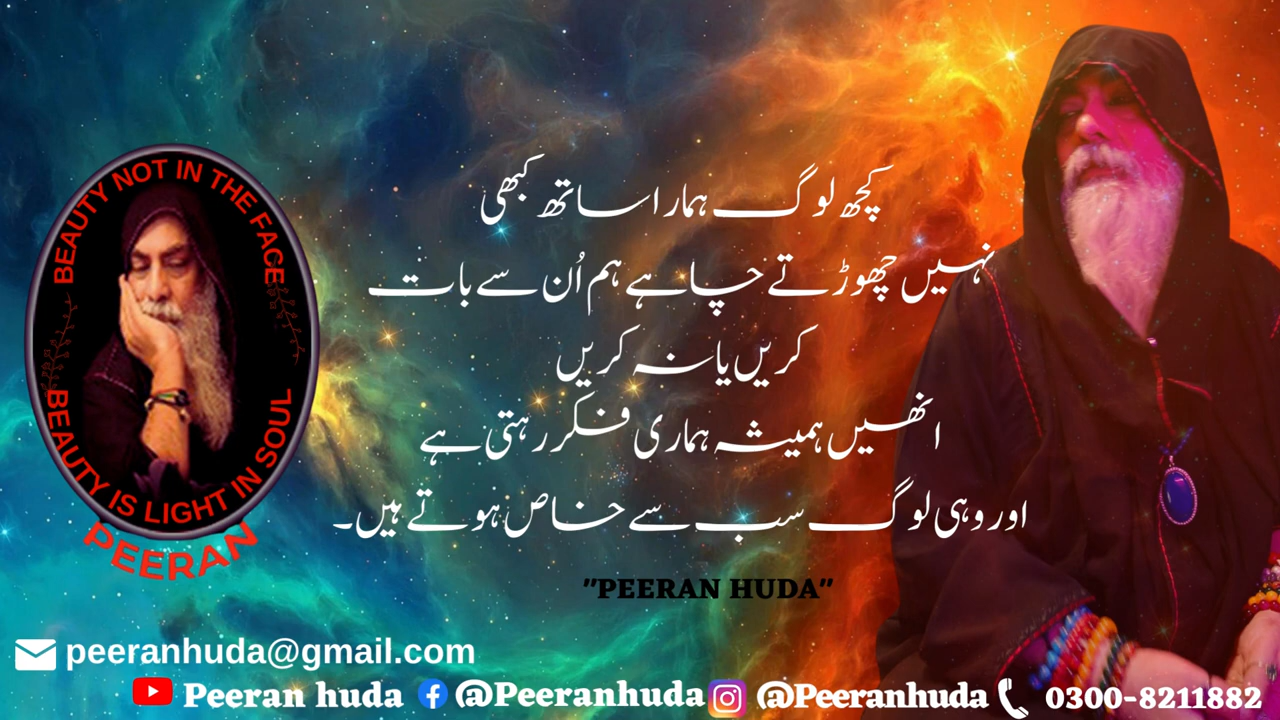 BEAUTY NOT IN THE FACE
BEAUTY IS LIGHT IN SOUL
PEERAN
کچھ لوگ ہمارا ساتھ کبھی
نہیں چھوڑتے چاہے ہم اُن سے بات
کریں یا نہ کریں
انھیں ہمیشہ ہماری فکر رہتی ہے
اور وہی لوگ سب سے خاص ہوتے ہیں۔
"PEERAN HUDA"
peeranhuda@gmail.com
Peeran huda @Peeranhuda @Peeranhuda 0300-8211882